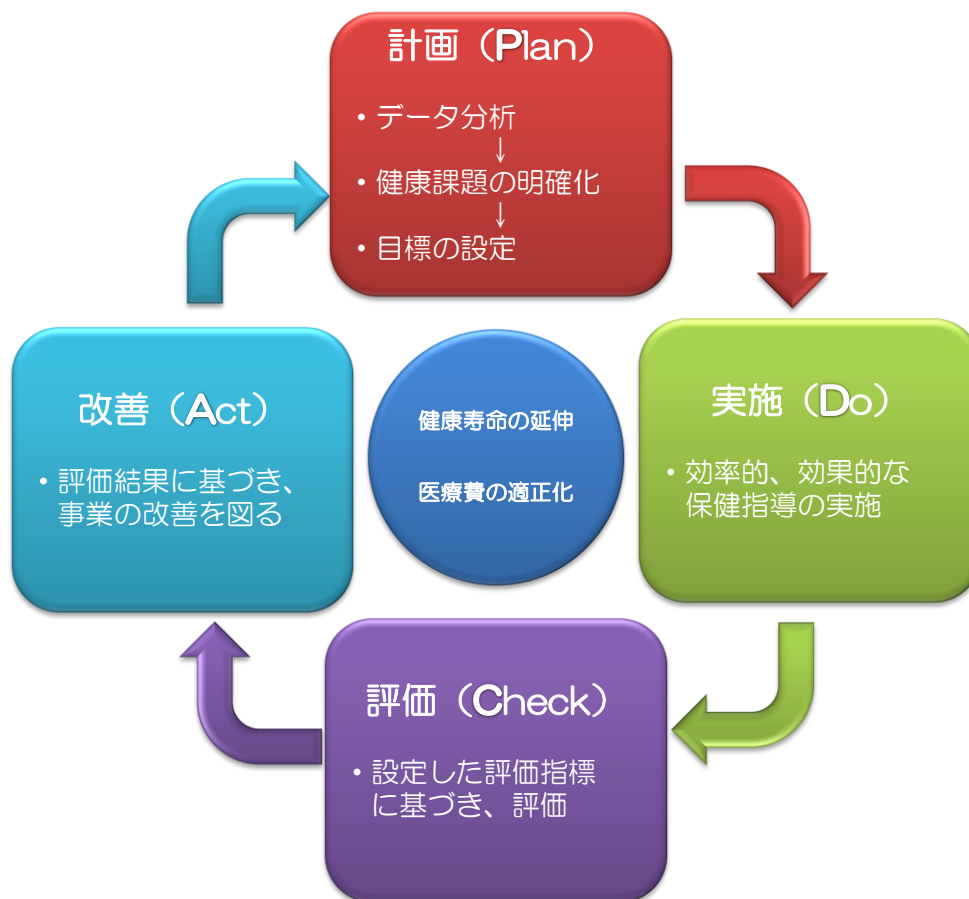 計画（Plan）
・データ分析
↓
・健康課題の明確化
↓
・目標の設定
実施（Do）
・効率的、効果的な
保健指導の実施
評価（Check）
・設定した評価指標
に基づき、評価
改善（Act）
・評価結果に基づき、
事業の改善を図る
健康寿命の延伸
医療費の適正化